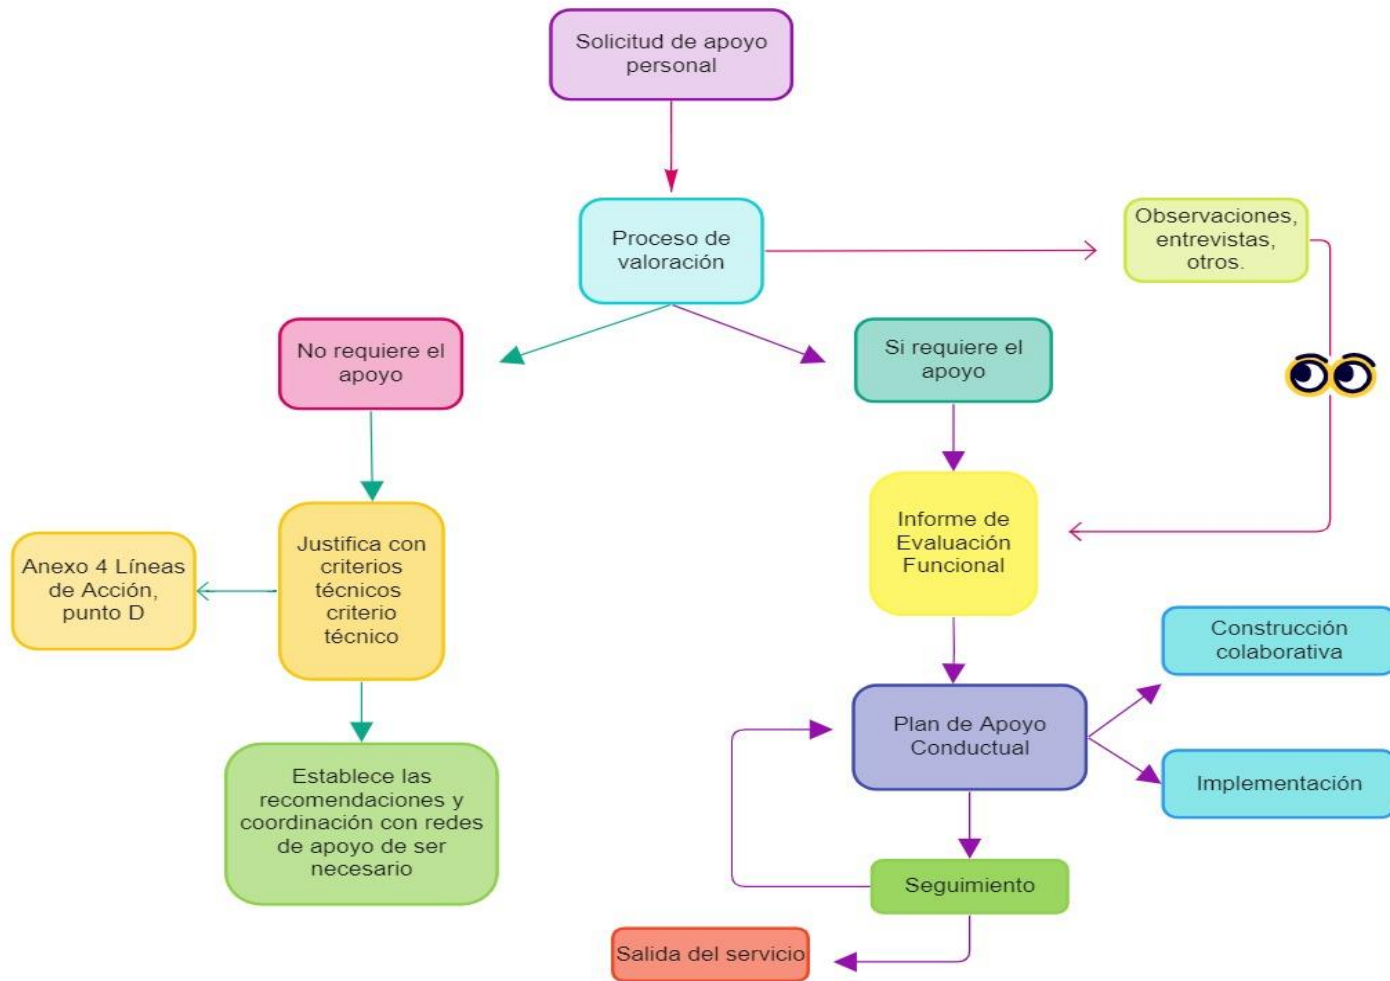 Solicitud de apoyo
personal
Proceso de
valoración
Observaciones,
entrevistas,
otros.
No requiere el
apoyo
Si requiere el
apoyo
Justifica con
criterios
técnicos
criterio
técnico
Anexo 4 Líneas
de Acción,
punto D
Informe de
Evaluación
Funcional
Establece las
recomendaciones y
coordinación con redes
de apoyo de ser
necesario
Plan de Apoyo
Conductual
Construcción
colaborativa
Implementación
Seguimiento
Salida del servicio